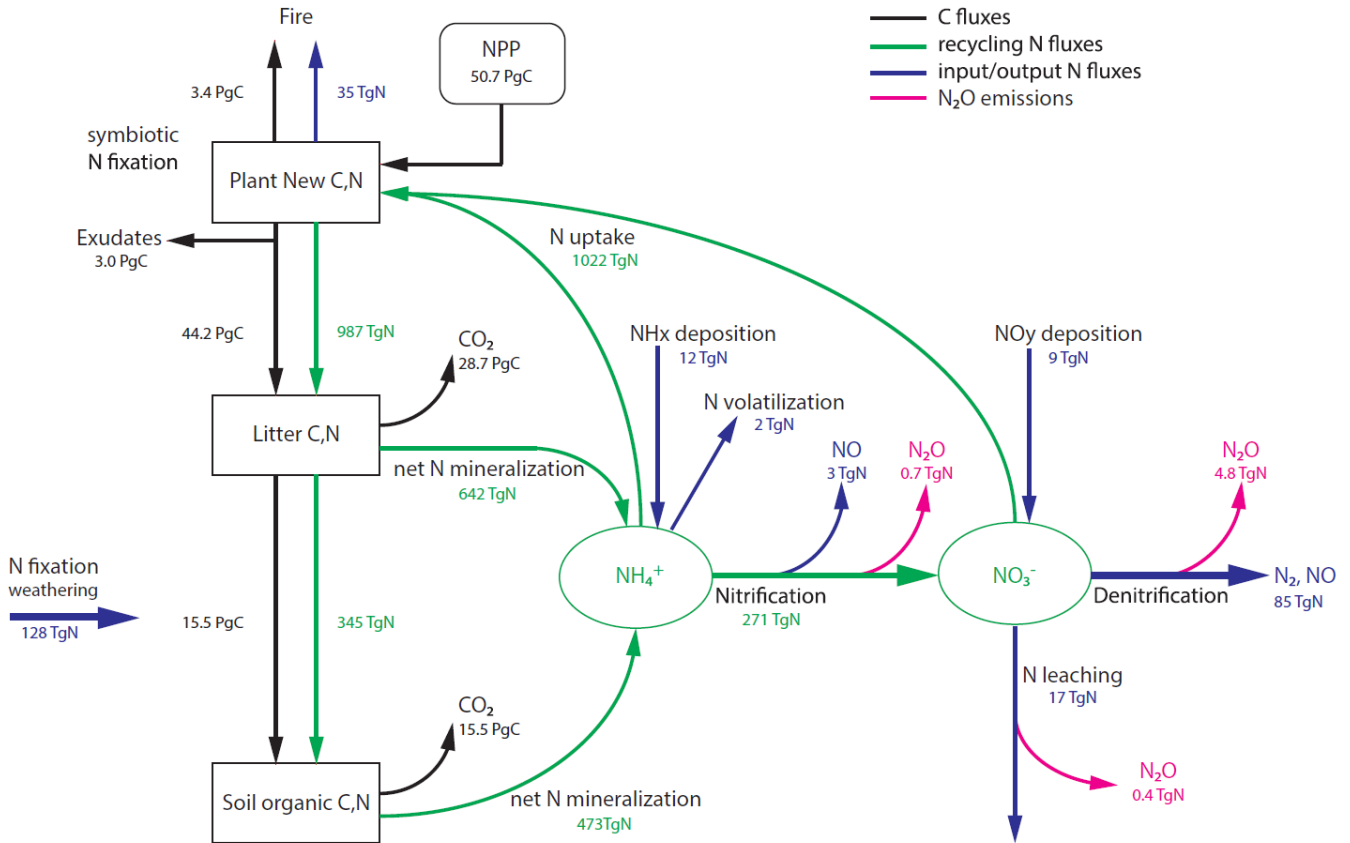 Fire
3.4 PgC
35 TgN
NPP
50.7 PgC
C fluxes
recycling N fluxes
input/output N fluxes
N₂O emissions
symbiotic
N fixation
Plant New C,N
Exudates
3.0 PgC
N uptake
1022 TgN
44.2 PgC
987 TgN
CO₂
28.7 PgC
NHx deposition
12 TgN
NOy deposition
9 TgN
N volatilization
2 TgN
Litter C,N
net N mineralization
642 TgN
NO
3 TgN
N₂O
0.7 TgN
N₂O
4.8 TgN
N fixation
weathering
128 TgN
15.5 PgC
345 TgN
NH₄⁺
Nitrification
271 TgN
NO₃⁻
Denitrification
N₂, NO
85 TgN
N leaching
17 TgN
CO₂
15.5 PgC
N₂O
0.4 TgN
Soil organic C,N
net N mineralization
473TgN